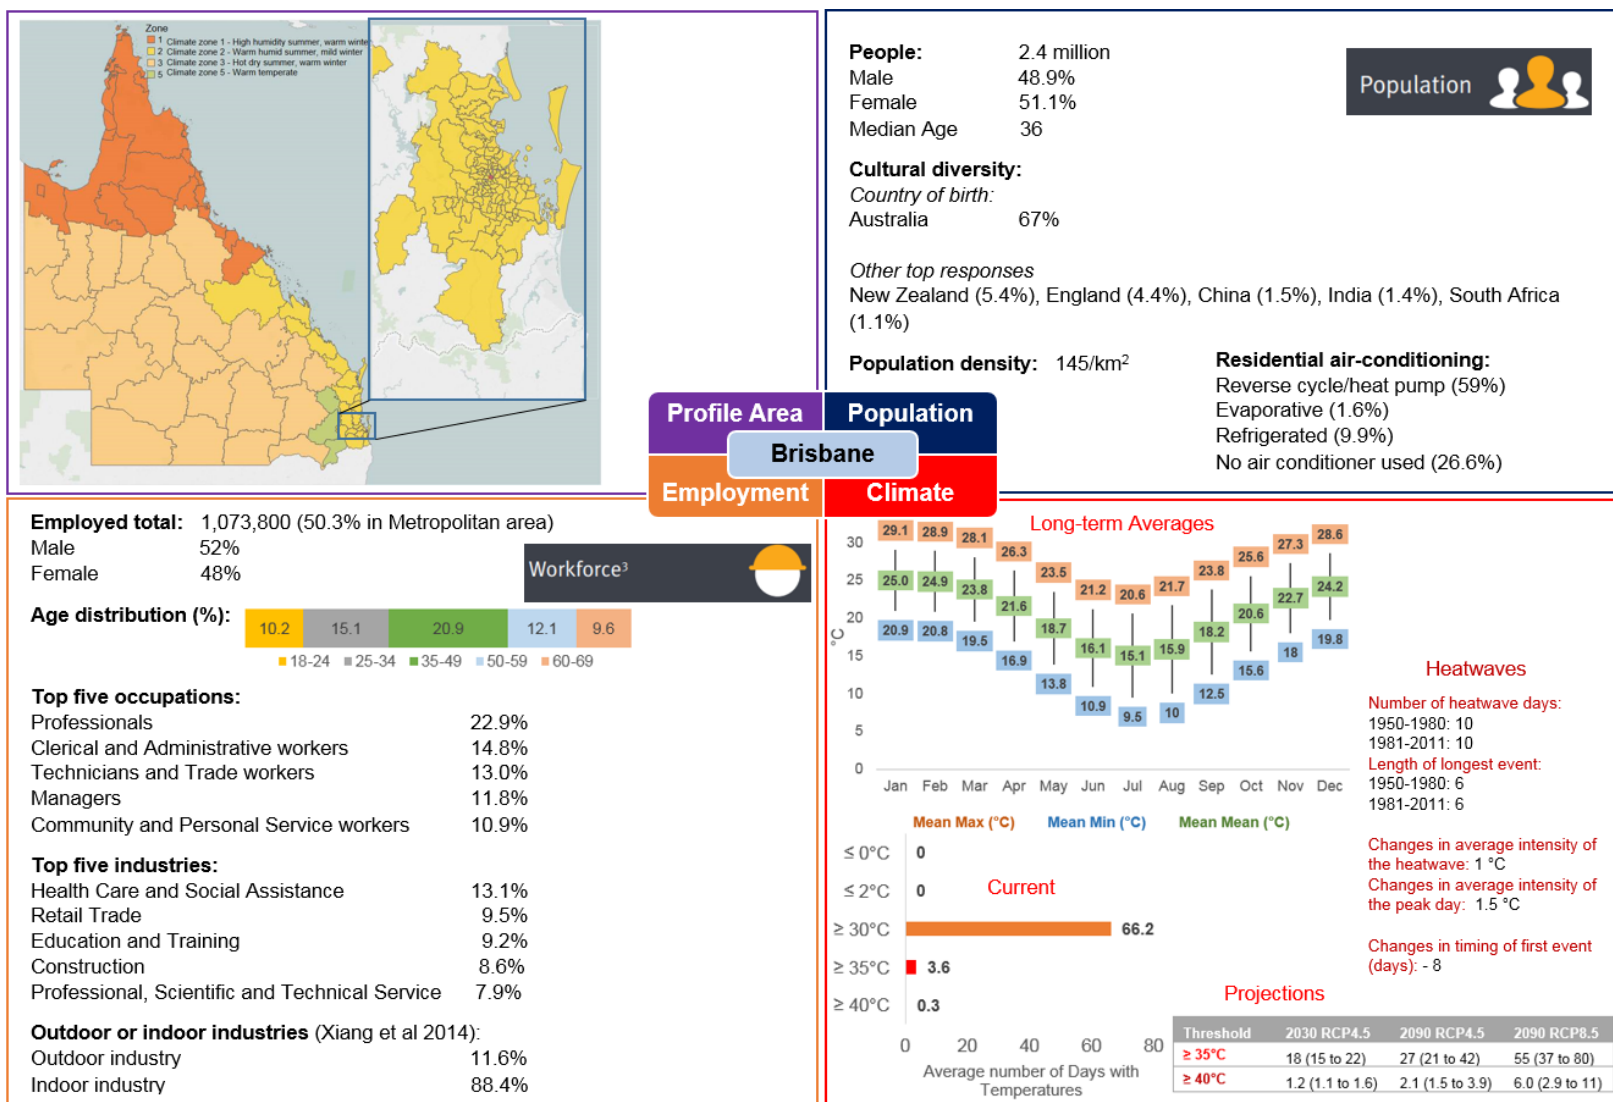 Zone
1 Climate zone 1 - High humidity summer, warm winter
2 Climate zone 2 - Warm humid summer, mild winter
3 Climate zone 3 - Hot dry summer, warm winter
5 Climate zone 5 - Warm temperate
People: 2.4 million
Male 48.9%
Female 51.1%
Median Age 36
Population
Cultural diversity:
Country of birth:
Australia 67%
Other top responses
New Zealand (5.4%), England (4.4%), China (1.5%), India (1.4%), South Africa
(1.1%)
Population density: 145/km²
Residential air-conditioning:
Reverse cycle/heat pump (59%)
Evaporative (1.6%)
Refrigerated (9.9%)
No air conditioner used (26.6%)
Profile Area
Population
Brisbane
Employment
Climate
Employed total: 1,073,800 (50.3% in Metropolitan area)
Male 52%
Female 48%
Workforce³
Age distribution (%):
10.2 15.1 20.9 12.1 9.6
18-24 25-34 35-49 50-59 60-69
Top five occupations:
Professionals 22.9%
Clerical and Administrative workers 14.8%
Technicians and Trade workers 13.0%
Managers 11.8%
Community and Personal Service workers 10.9%
Top five industries:
Health Care and Social Assistance 13.1%
Retail Trade 9.5%
Education and Training 9.2%
Construction 8.6%
Professional, Scientific and Technical Service 7.9%
Outdoor or indoor industries (Xiang et al 2014):
Outdoor industry 11.6%
Indoor industry 88.4%
Long-term Averages
30
25
20
15
10
5
0
°C
29.1 28.9 28.1 26.3 23.5 21.2 20.6 21.7 23.8 25.6 27.3 28.6
25.0 24.9 23.8 21.6 18.7 16.1 15.1 15.9 18.2 20.6 22.7 24.2
20.9 20.8 19.5 16.9 13.8 10.9 9.5 10 12.5 15.6 18 19.8
Jan Feb Mar Apr May Jun Jul Aug Sep Oct Nov Dec
Mean Max (°C) Mean Min (°C) Mean Mean (°C)
Current
≤ 0°C 0
≤ 2°C 0
≥ 30°C 66.2
≥ 35°C 3.6
≥ 40°C 0.3
0 20 40 60 80
Average number of Days with
Temperatures
Heatwaves
Number of heatwave days:
1950-1980: 10
1981-2011: 10
Length of longest event:
1950-1980: 6
1981-2011: 6
Changes in average intensity of
the heatwave: 1 °C
Changes in average intensity of
the peak day: 1.5 °C
Changes in timing of first event
(days): - 8
Projections
Threshold 2030 RCP4.5 2090 RCP4.5 2090 RCP8.5
≥ 35°C 18 (15 to 22) 27 (21 to 42) 55 (37 to 80)
≥ 40°C 1.2 (1.1 to 1.6) 2.1 (1.5 to 3.9) 6.0 (2.9 to 11)